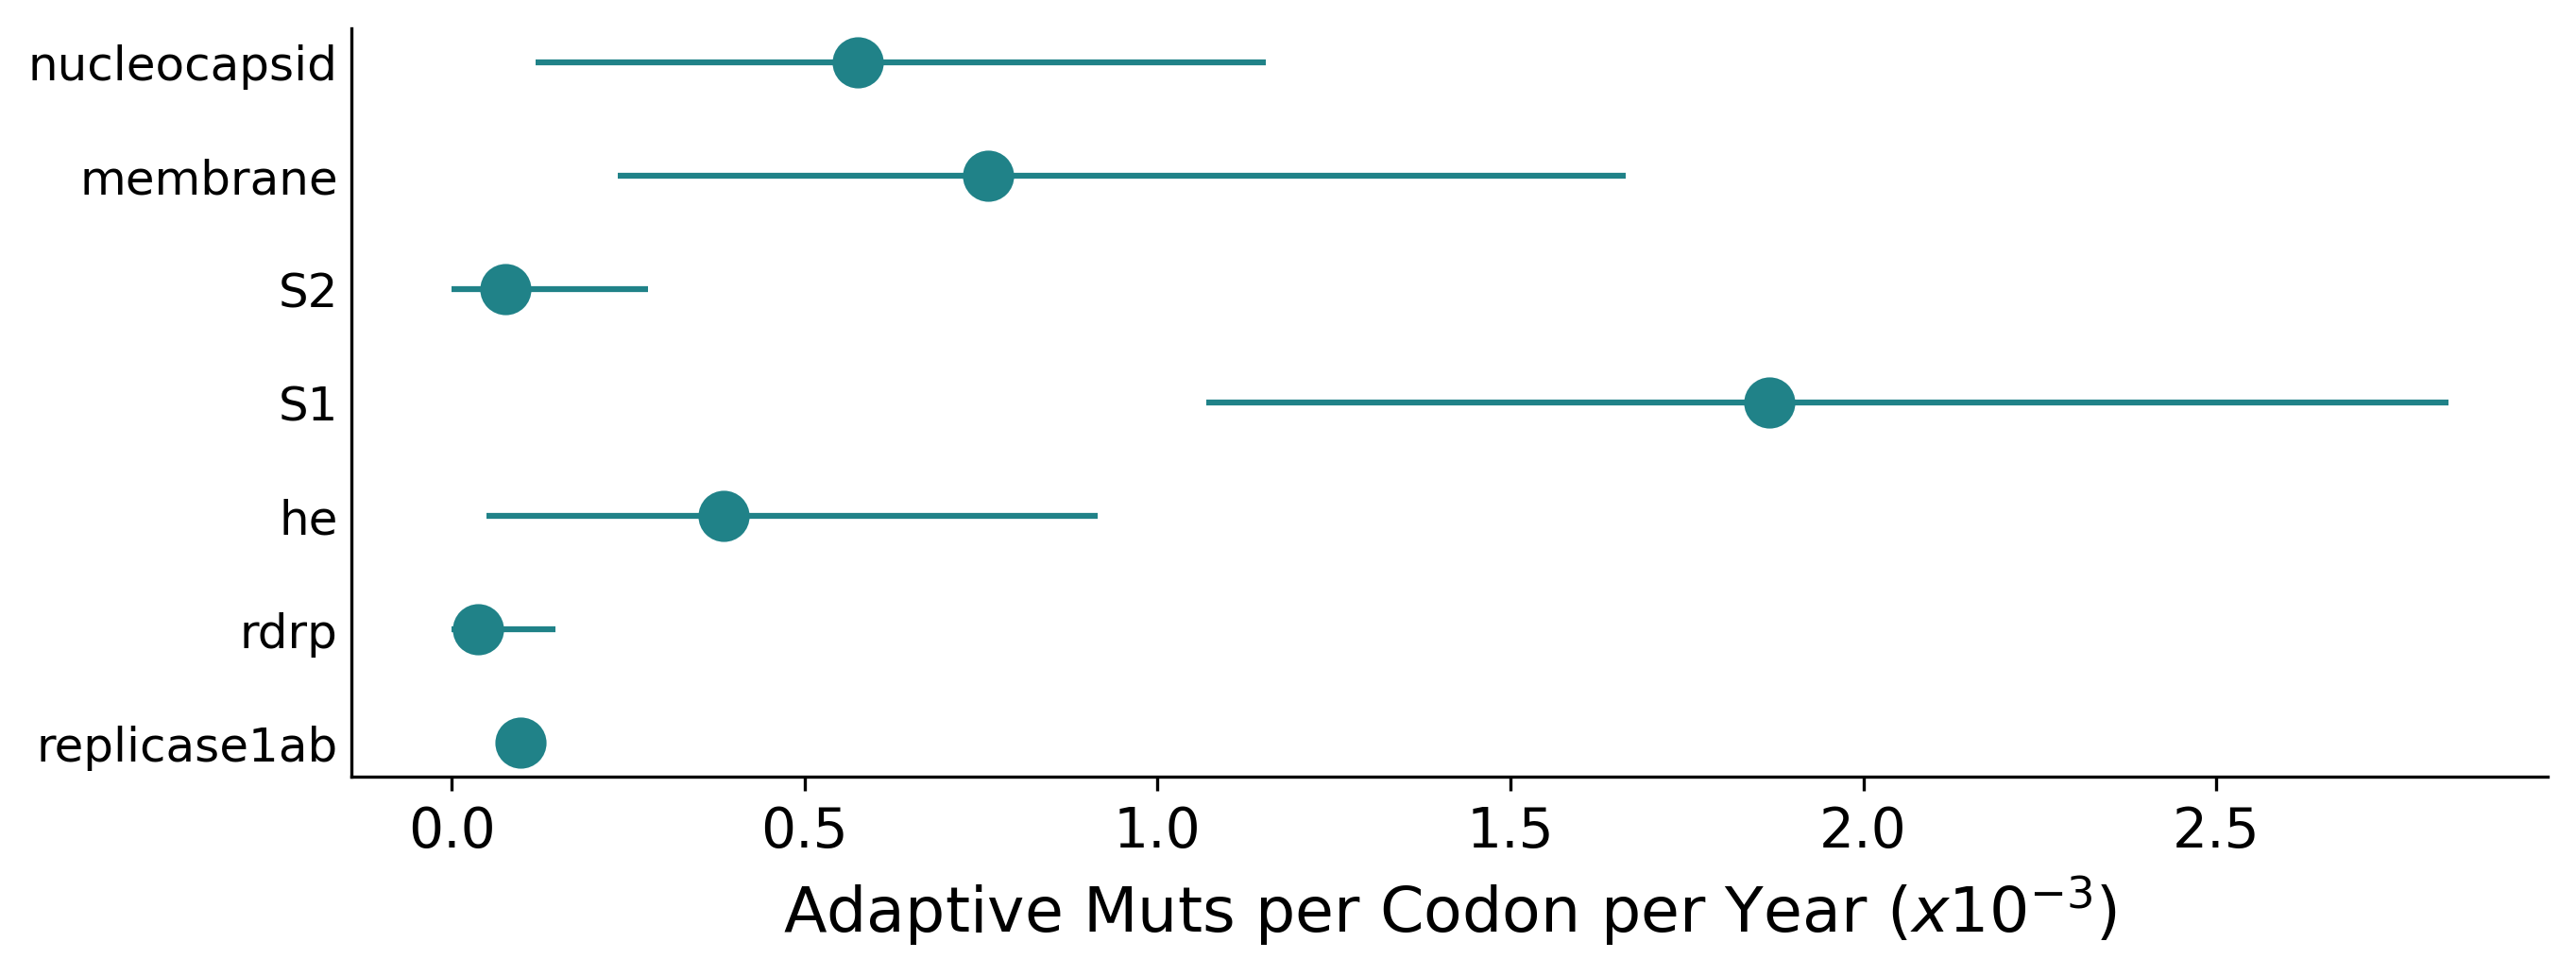 nucleocapsid
membrane
S2
S1
he
rdrp
replicase1ab
0.0 0.5 1.0 1.5 2.0 2.5
Adaptive Muts per Codon per Year (x10⁻³)